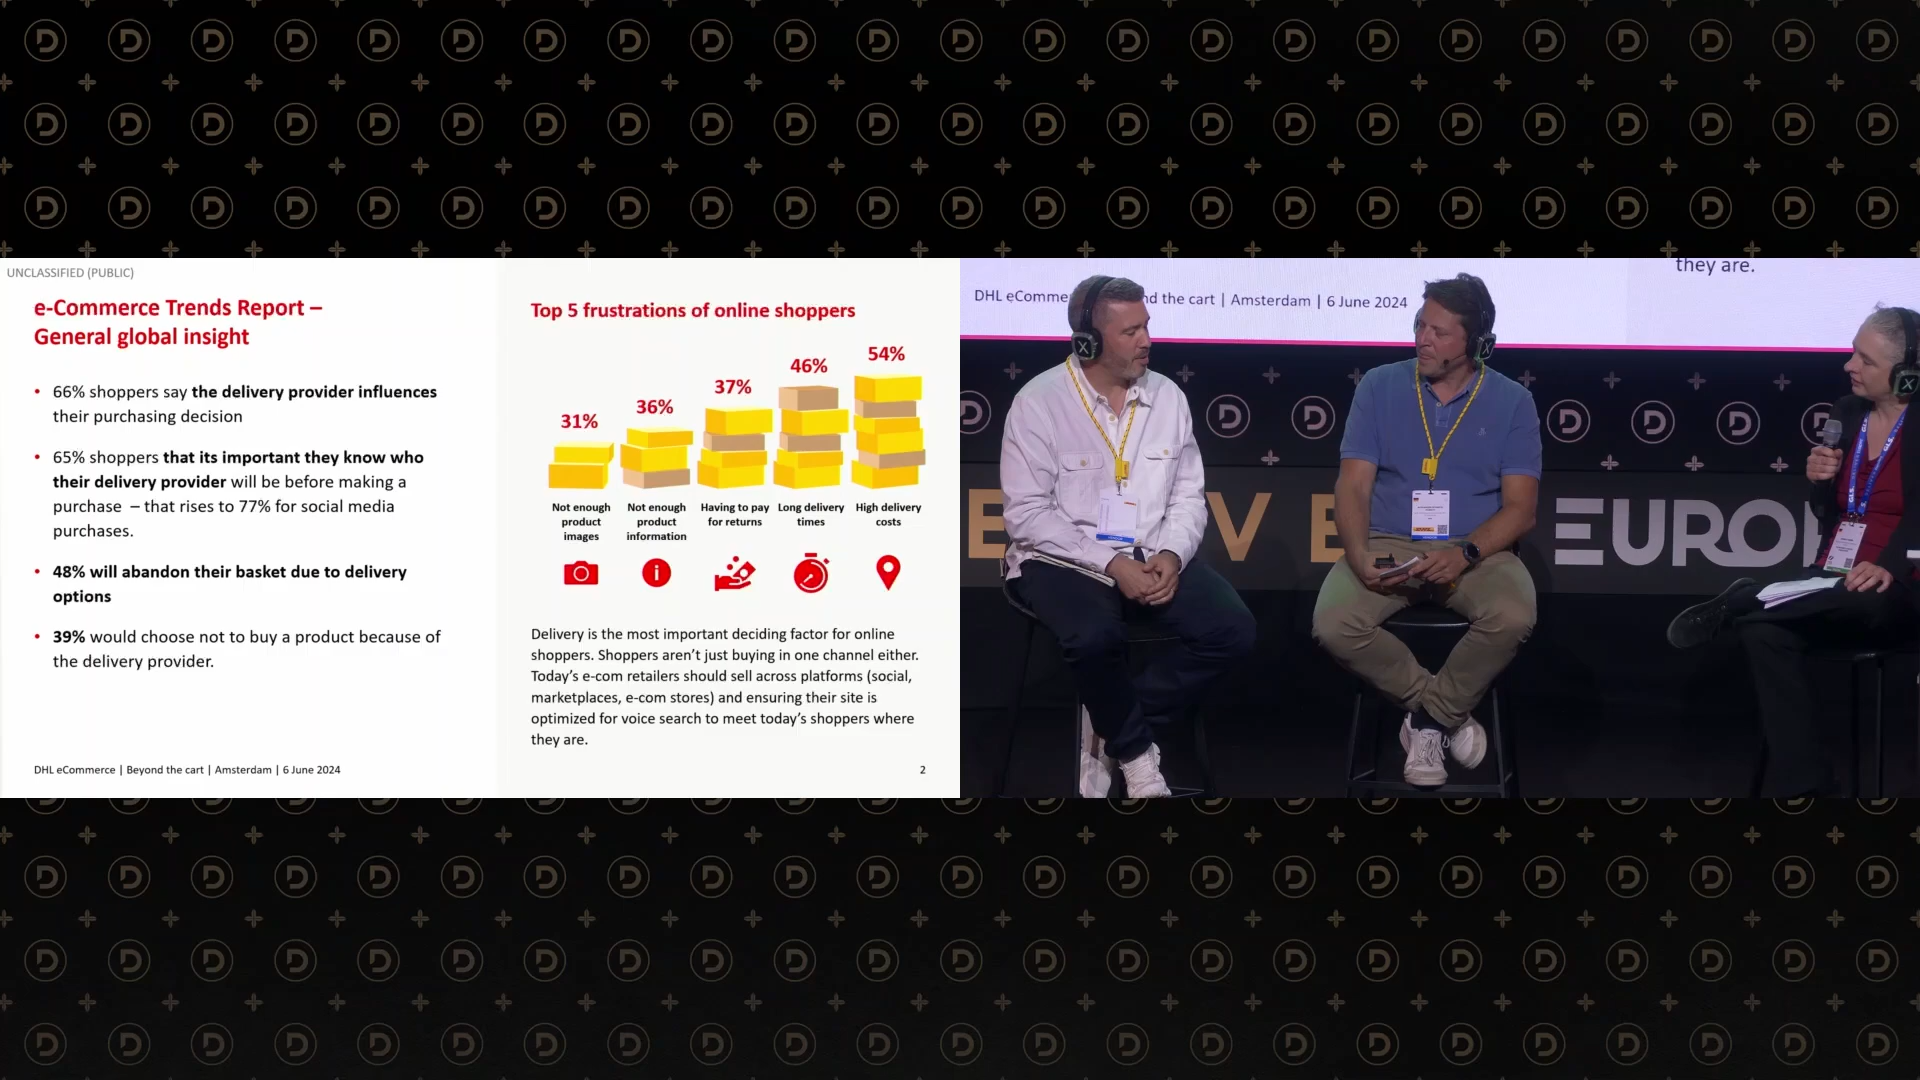 UNCLASSIFIED (PUBLIC)
e-Commerce Trends Report –
General global insight
• 66% shoppers say the delivery provider influences
their purchasing decision
• 65% shoppers that its important they know who
their delivery provider will be before making a
purchase – that rises to 77% for social media
purchases.
• 48% will abandon their basket due to delivery
options
• 39% would choose not to buy a product because of
the delivery provider.
DHL eCommerce | Beyond the cart | Amsterdam | 6 June 2024
Top 5 frustrations of online shoppers
31%
36%
37%
46%
54%
Not enough
product
images
Not enough
product
information
Having to pay
for returns
Long delivery
times
High delivery
costs
Delivery is the most important deciding factor for online
shoppers. Shoppers aren’t just buying in one channel either.
Today’s e-com retailers should sell across platforms (social,
marketplaces, e-com stores) and ensuring their site is
optimized for voice search to meet today’s shoppers where
they are.
2
they are.
DHL eComme nd the cart | Amsterdam | 6 June 2024
E V E EURO
GLS